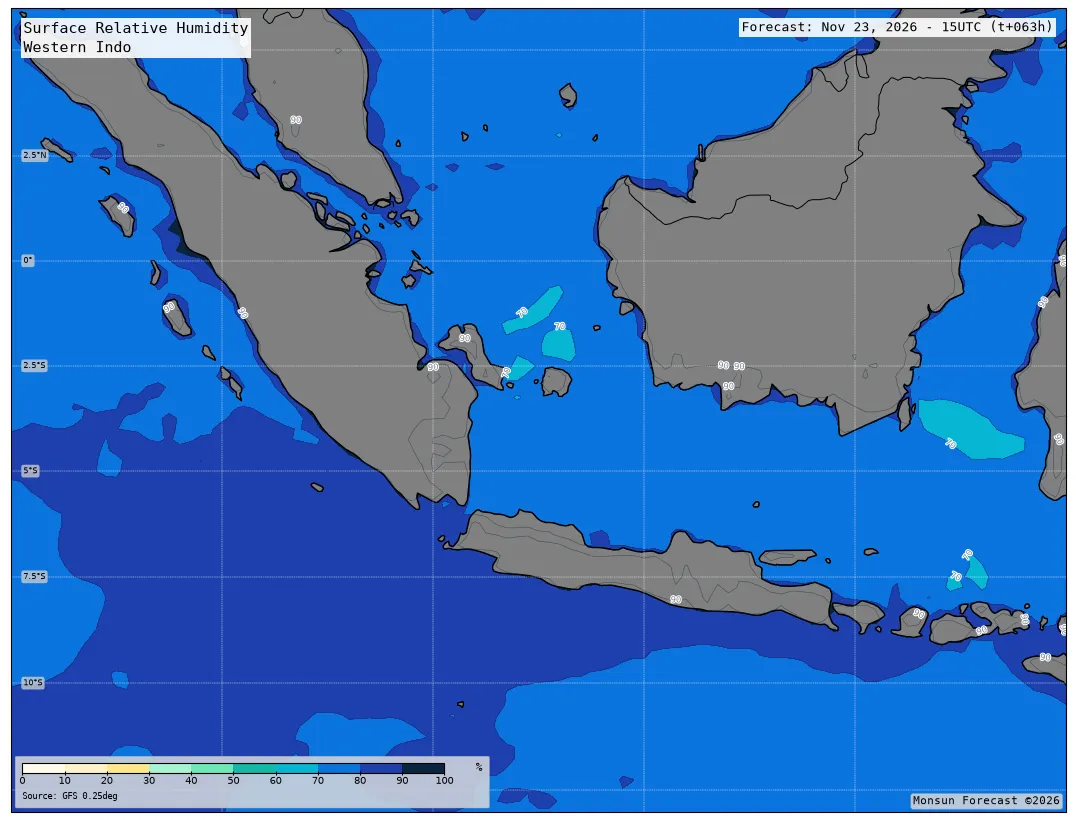 Surface Relative Humidity
Western Indo
Forecast: Nov 23, 2026 - 15UTC (t+063h)
90
2.5°N
90
0°
90
90
90
90
70
70
90
2.5°S
90
70
90 90
90
70
90
5°S
70
7.5°S
70
90
90
90
90
90
10°S
0 10 20 30 40 50 60 70 80 90 100
%
Source: GFS 0.25deg
Monsun Forecast ©2026